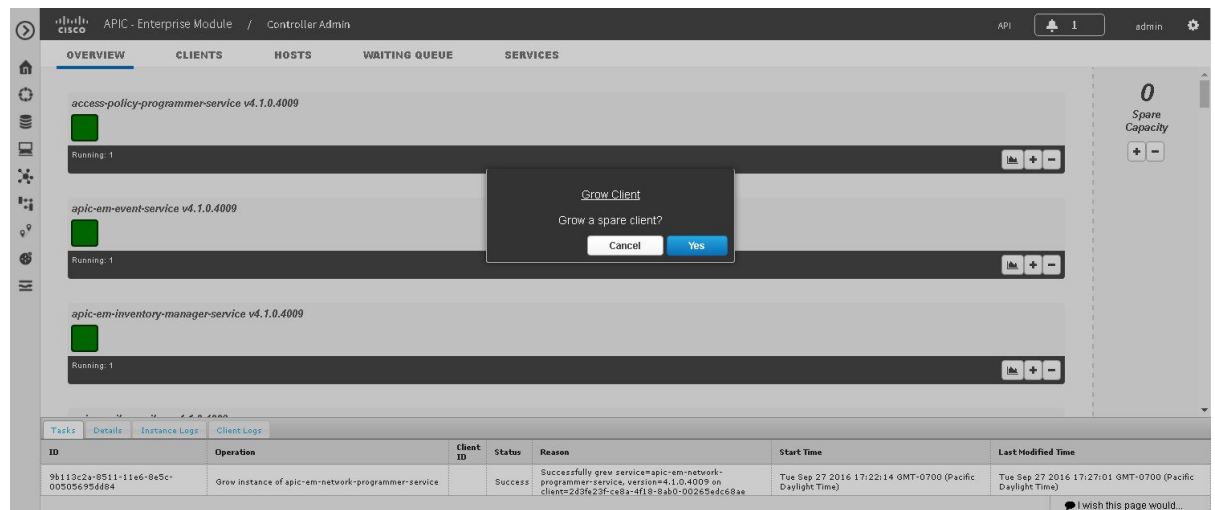 cisco APIC - Enterprise Module / Controller Admin API 1 admin
OVERVIEW CLIENTS HOSTS WAITING QUEUE SERVICES
access-policy-programmer-service v4.1.0.4009
Running: 1
apic-em-event-service v4.1.0.4009
Running: 1
apic-em-inventory-manager-service v4.1.0.4009
Running: 1
0
Spare
Capacity
+ -
Grow Client
Grow a spare client?
Cancel Yes
Tasks Details Instance Logs Client Logs
ID Operation Client ID Status Reason Start Time Last Modified Time
9b113c2a-8511-11e6-8e5c-
00505695dd84
Grow instance of apic-em-network-programmer-service
Success
Successfully grew service=apic-em-network-
programmer-service, version=4.1.0.4009 on
client=2d3fe23f-ce8a-4f18-8ab0-00265edc68ae
Tue Sep 27 2016 17:22:14 GMT-0700 (Pacific
Daylight Time)
Tue Sep 27 2016 17:27:01 GMT-0700 (Pacific
Daylight Time)
I wish this page would...